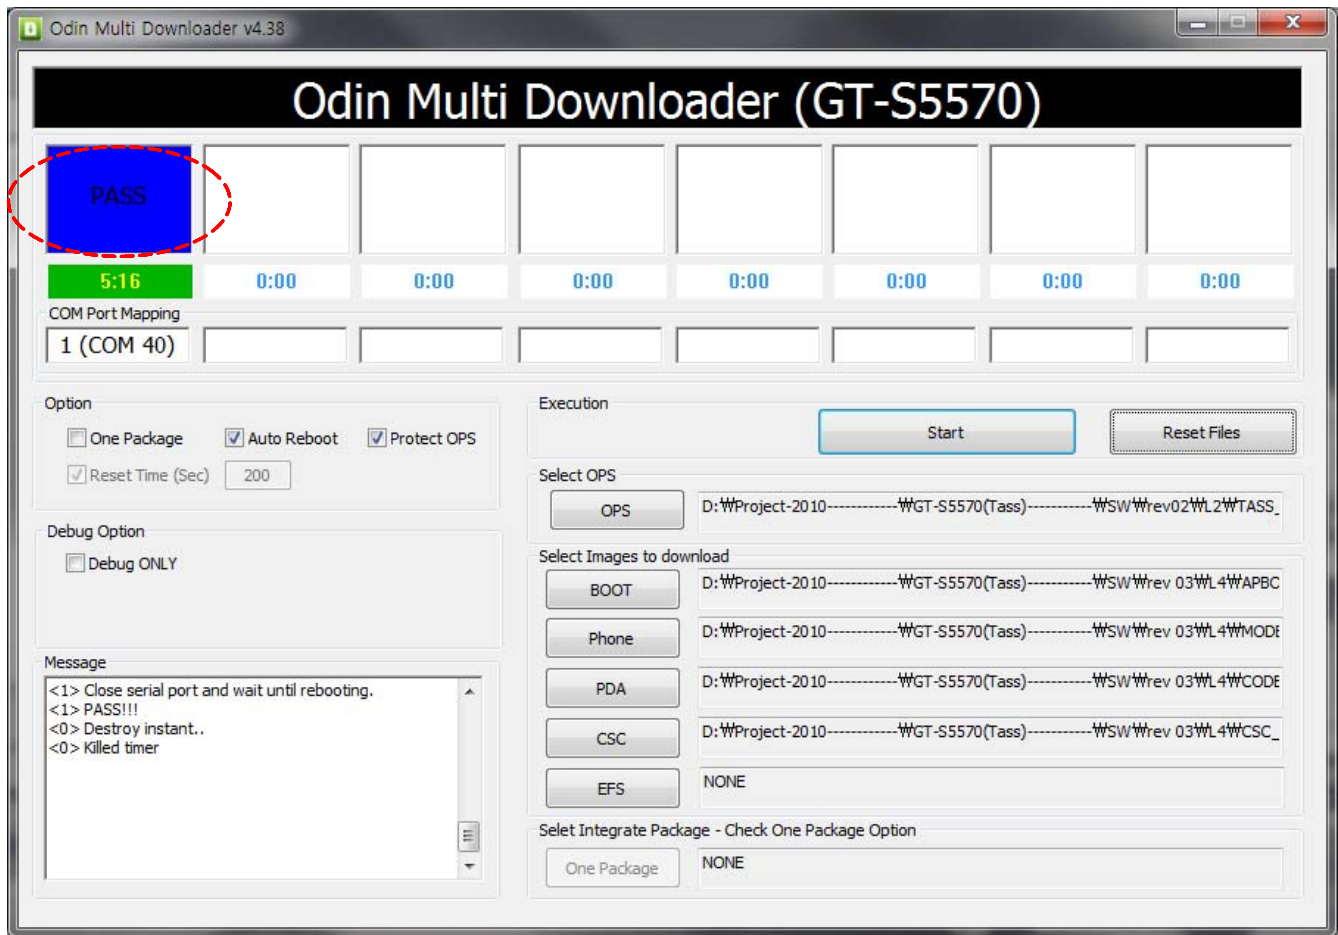 Odin Multi Downloader v4.38
Odin Multi Downloader (GT-S5570)
PASS
5:16 0:00 0:00 0:00 0:00 0:00 0:00 0:00
COM Port Mapping
1 (COM 40)
Option
One Package Auto Reboot Protect OPS
Reset Time (Sec) 200
Debug Option
Debug ONLY
Message
<1> Close serial port and wait until rebooting.
<1> PASS!!!
<0> Destroy instant..
<0> Killed timer
Execution
Start Reset Files
Select OPS
OPS D:₩Project-2010------------₩GT-S5570(Tass)-----------₩SW₩rev02₩L2₩TASS_
Select Images to download
BOOT D:₩Project-2010------------₩GT-S5570(Tass)-----------₩SW₩rev 03₩L4₩APBO
Phone D:₩Project-2010------------₩GT-S5570(Tass)-----------₩SW₩rev 03₩L4₩MODE
PDA D:₩Project-2010------------₩GT-S5570(Tass)-----------₩SW₩rev 03₩L4₩CODE
CSC D:₩Project-2010------------₩GT-S5570(Tass)-----------₩SW₩rev 03₩L4₩CSC_
EFS NONE
Selet Integrate Package - Check One Package Option
One Package NONE